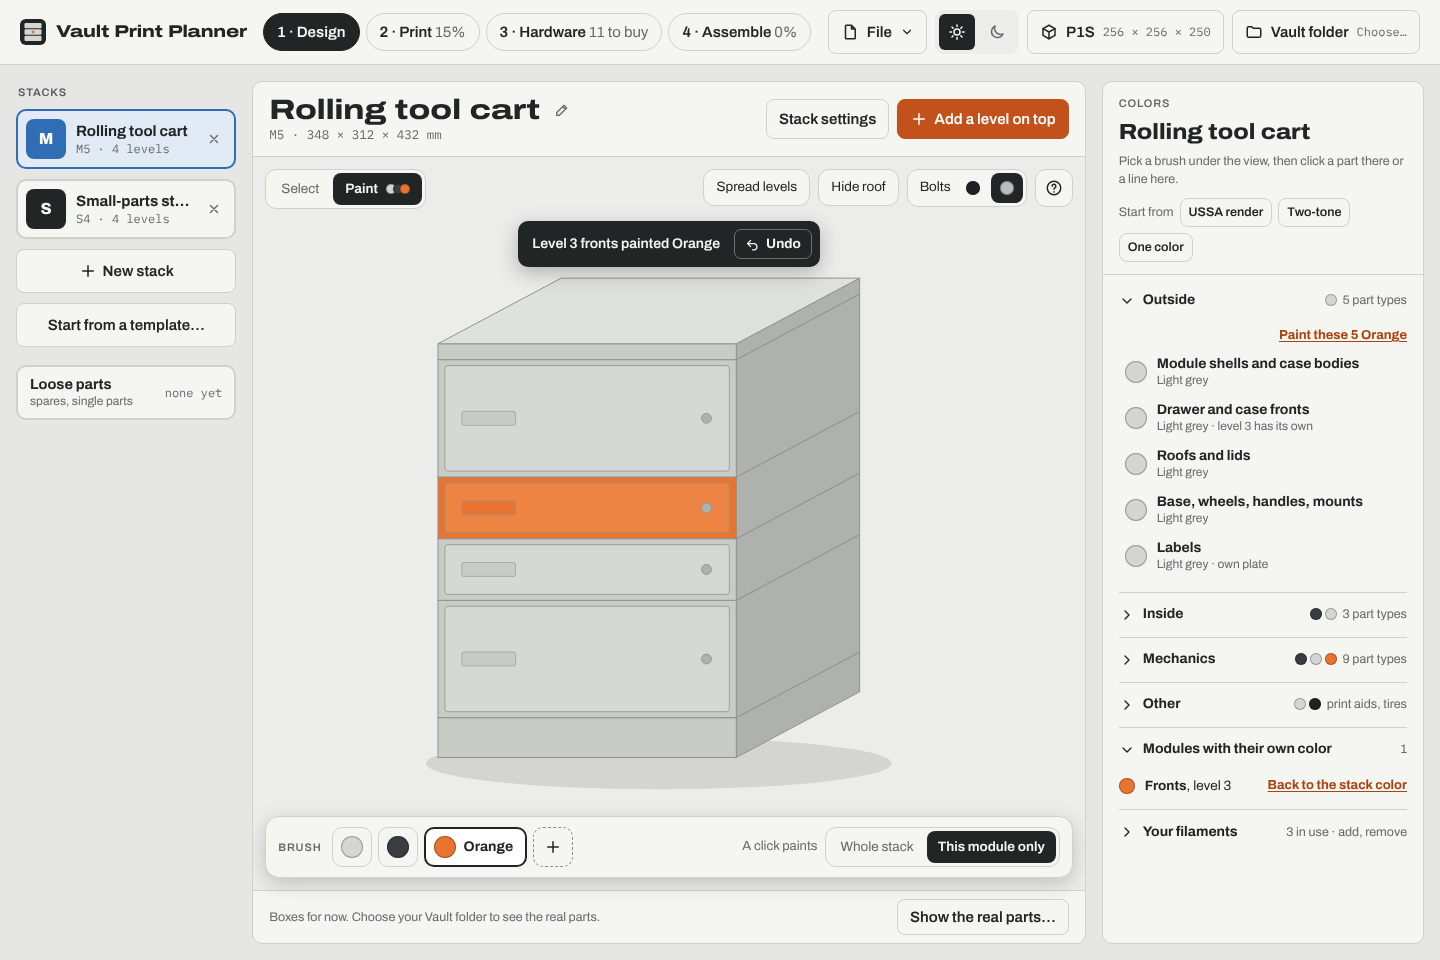 Vault Print Planner
1 · Design
2 · Print 15%
3 · Hardware 11 to buy
4 · Assemble 0%
File
P1S 256 × 256 × 250
Vault folder Choose…
STACKS
M
Rolling tool cart
M5 · 4 levels
S
Small-parts st…
S4 · 4 levels
New stack
Start from a template…
Loose parts
spares, single parts
none yet
Rolling tool cart
M5 · 348 × 312 × 432 mm
Stack settings
Add a level on top
Select
Paint
Spread levels
Hide roof
Bolts
Level 3 fronts painted Orange
Undo
BRUSH
Orange
A click paints
Whole stack
This module only
Boxes for now. Choose your Vault folder to see the real parts.
Show the real parts…
COLORS
Rolling tool cart
Pick a brush under the view, then click a part there or
a line here.
Start from
USSA render
Two-tone
One color
Outside
5 part types
Paint these 5 Orange
Module shells and case bodies
Light grey
Drawer and case fronts
Light grey · level 3 has its own
Roofs and lids
Light grey
Base, wheels, handles, mounts
Light grey
Labels
Light grey · own plate
Inside
3 part types
Mechanics
9 part types
Other
print aids, tires
Modules with their own color
1
Fronts, level 3
Back to the stack color
Your filaments
3 in use · add, remove